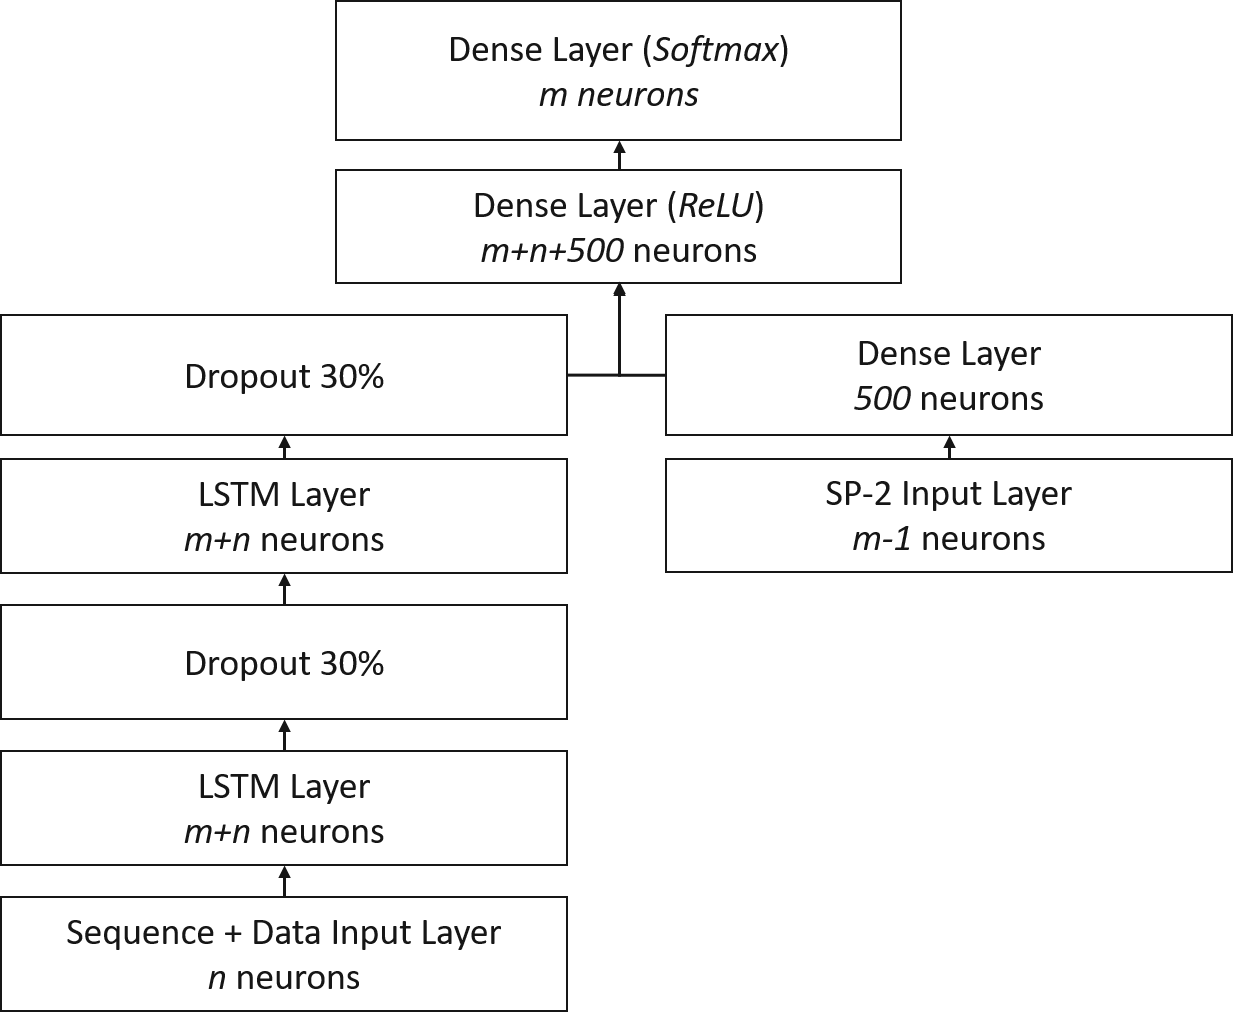 Dense Layer (Softmax)
m neurons
Dense Layer (ReLU)
m+n+500 neurons
Dropout 30%
Dense Layer
500 neurons
LSTM Layer
m+n neurons
SP-2 Input Layer
m-1 neurons
Dropout 30%
LSTM Layer
m+n neurons
Sequence + Data Input Layer
n neurons